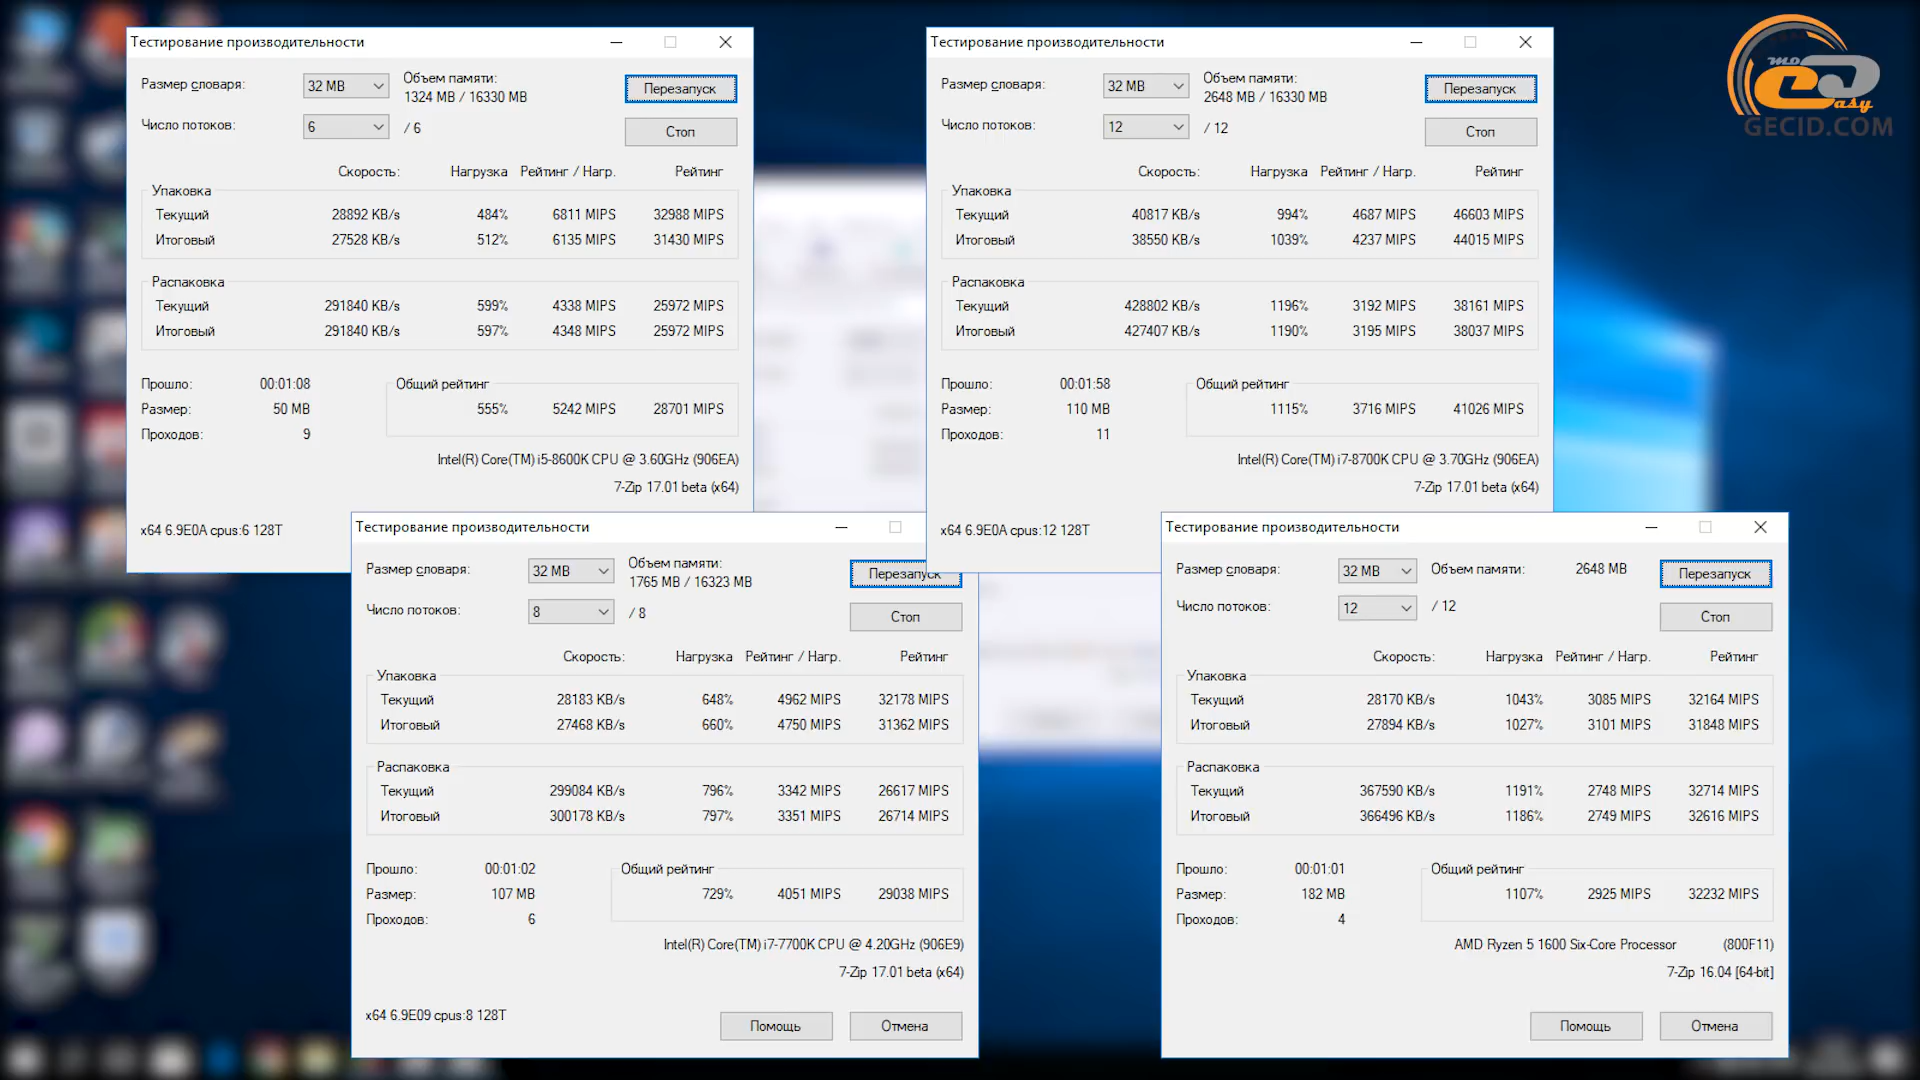 Тестирование производительности
Размер словаря: 32 MB Объем памяти: 1324 MB / 16330 MB Перезапуск
Число потоков: 6 / 6 Стоп
Скорость: Нагрузка Рейтинг / Нагр. Рейтинг
Упаковка
Текущий 28892 KB/s 484% 6811 MIPS 32988 MIPS
Итоговый 27528 KB/s 512% 6135 MIPS 31430 MIPS
Распаковка
Текущий 291840 KB/s 599% 4338 MIPS 25972 MIPS
Итоговый 291840 KB/s 597% 4348 MIPS 25972 MIPS
Прошло: 00:01:08 Общий рейтинг
Размер: 50 MB 555% 5242 MIPS 28701 MIPS
Проходов: 9
Intel(R) Core(TM) i5-8600K CPU @ 3.60GHz (906EA)
7-Zip 17.01 beta (x64)
x64 6.9E0A cpus:6 128T
Тестирование производительности
Размер словаря: 32 MB Объем памяти: 2648 MB / 16330 MB Перезапуск
Число потоков: 12 / 12 Стоп
Скорость: Нагрузка Рейтинг / Нагр. Рейтинг
Упаковка
Текущий 40817 KB/s 994% 4687 MIPS 46603 MIPS
Итоговый 38550 KB/s 1039% 4237 MIPS 44015 MIPS
Распаковка
Текущий 428802 KB/s 1196% 3192 MIPS 38161 MIPS
Итоговый 427407 KB/s 1190% 3195 MIPS 38037 MIPS
Прошло: 00:01:58 Общий рейтинг
Размер: 110 MB 1115% 3716 MIPS 41026 MIPS
Проходов: 11
Intel(R) Core(TM) i7-8700K CPU @ 3.70GHz (906EA)
7-Zip 17.01 beta (x64)
x64 6.9E0A cpus:12 128T
MDeasy
GECID.COM
Тестирование производительности
Размер словаря: 32 MB Объем памяти: 1765 MB / 16323 MB Перезапуск
Число потоков: 8 / 8 Стоп
Скорость: Нагрузка Рейтинг / Нагр. Рейтинг
Упаковка
Текущий 28183 KB/s 648% 4962 MIPS 32178 MIPS
Итоговый 27468 KB/s 660% 4750 MIPS 31362 MIPS
Распаковка
Текущий 299084 KB/s 796% 3342 MIPS 26617 MIPS
Итоговый 300178 KB/s 797% 3351 MIPS 26714 MIPS
Прошло: 00:01:02 Общий рейтинг
Размер: 107 MB 729% 4051 MIPS 29038 MIPS
Проходов: 6
Intel(R) Core(TM) i7-7700K CPU @ 4.20GHz (906E9)
7-Zip 17.01 beta (x64)
x64 6.9E09 cpus:8 128T
Помощь Отмена
Тестирование производительности
Размер словаря: 32 MB Объем памяти: 2648 MB Перезапуск
Число потоков: 12 / 12 Стоп
Скорость: Нагрузка Рейтинг / Нагр. Рейтинг
Упаковка
Текущий 28170 KB/s 1043% 3085 MIPS 32164 MIPS
Итоговый 27894 KB/s 1027% 3101 MIPS 31848 MIPS
Распаковка
Текущий 367590 KB/s 1191% 2748 MIPS 32714 MIPS
Итоговый 366496 KB/s 1186% 2749 MIPS 32616 MIPS
Прошло: 00:01:01 Общий рейтинг
Размер: 182 MB 1107% 2925 MIPS 32232 MIPS
Проходов: 4
AMD Ryzen 5 1600 Six-Core Processor (800F11)
7-Zip 16.04 [64-bit]
Помощь Отмена